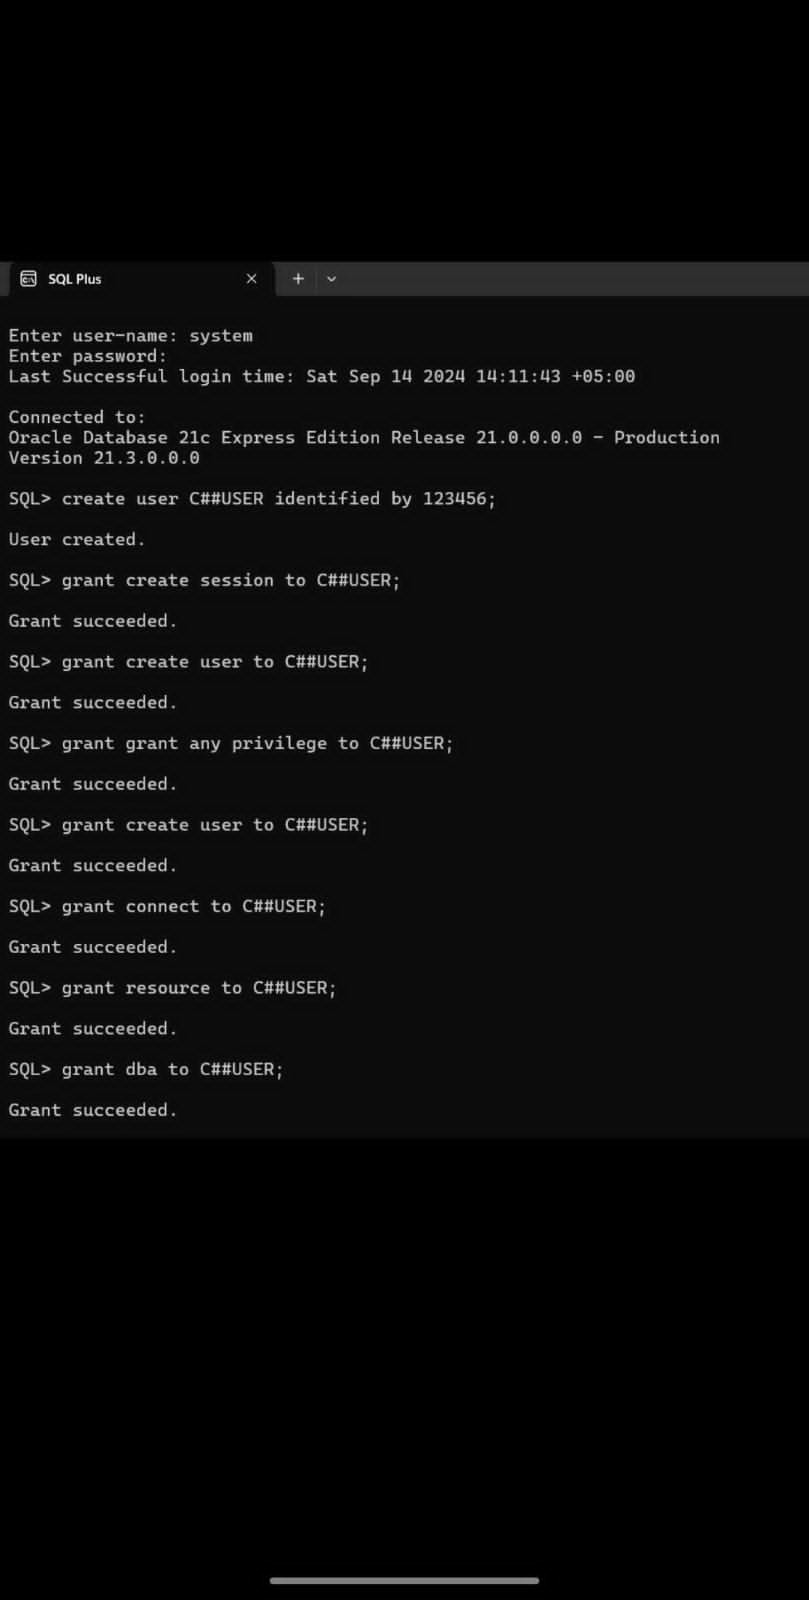 SQL Plus
Enter user-name: system
Enter password:
Last Successful login time: Sat Sep 14 2024 14:11:43 +05:00
Connected to:
Oracle Database 21c Express Edition Release 21.0.0.0.0 - Production
Version 21.3.0.0.0
SQL> create user C##USER identified by 123456;
User created.
SQL> grant create session to C##USER;
Grant succeeded.
SQL> grant create user to C##USER;
Grant succeeded.
SQL> grant grant any privilege to C##USER;
Grant succeeded.
SQL> grant create user to C##USER;
Grant succeeded.
SQL> grant connect to C##USER;
Grant succeeded.
SQL> grant resource to C##USER;
Grant succeeded.
SQL> grant dba to C##USER;
Grant succeeded.